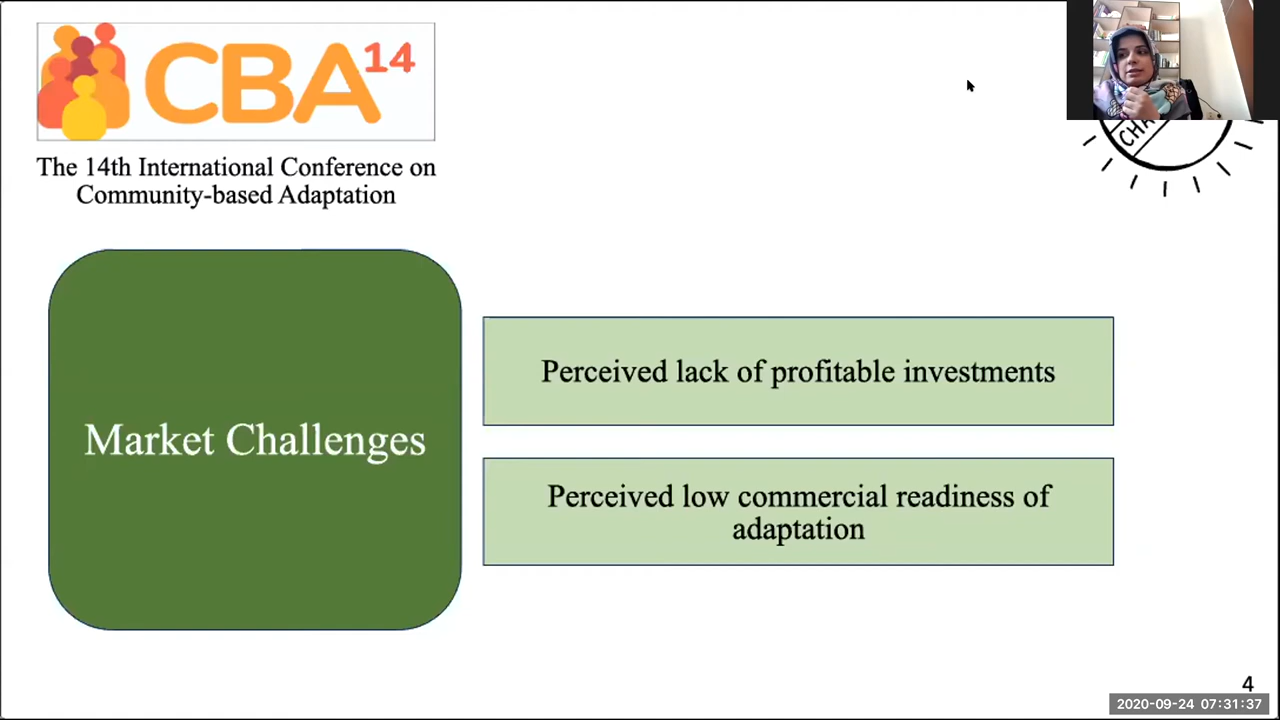 CBA14
The 14th International Conference on
Community-based Adaptation
CHA
Market Challenges
Perceived lack of profitable investments
Perceived low commercial readiness of
adaptation
4
2020-09-24 07:31:37